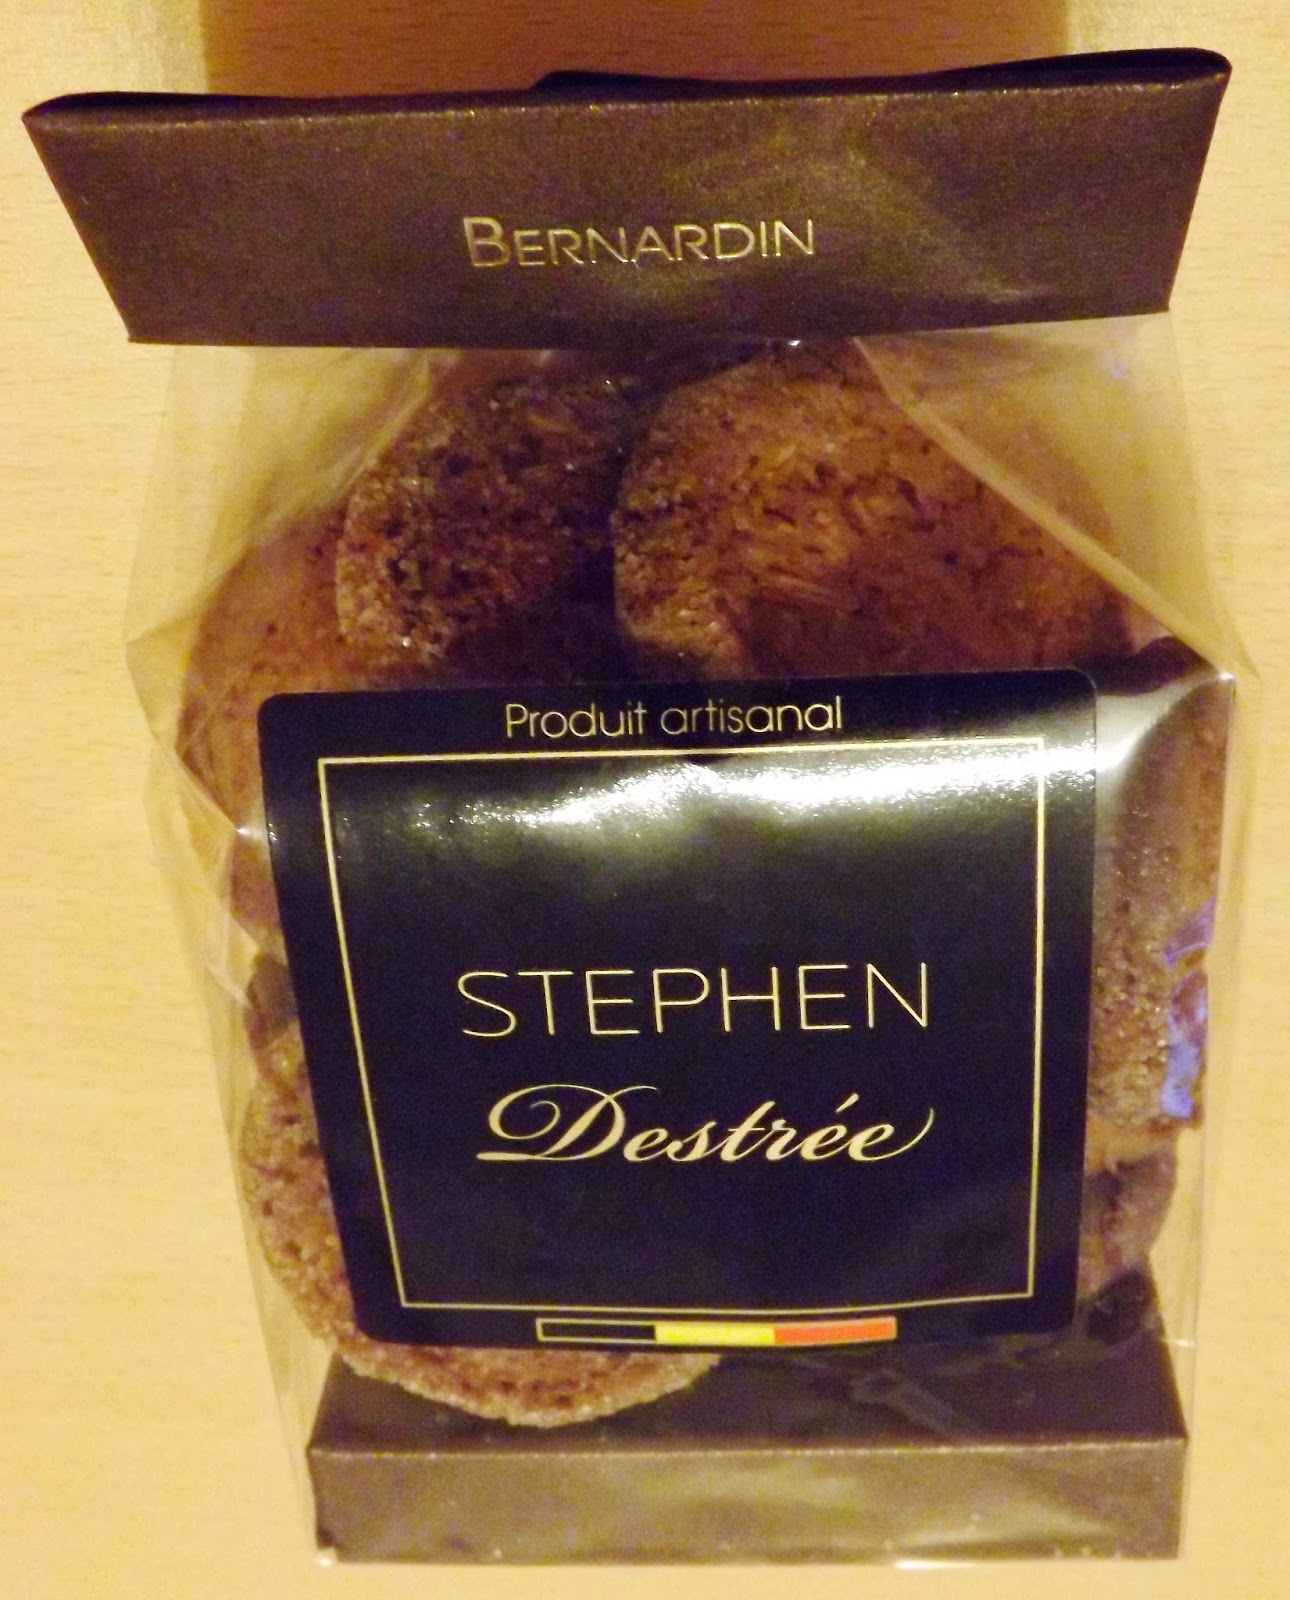 BERNARDIN
Produit artisanal
STEPHEN
Destrée